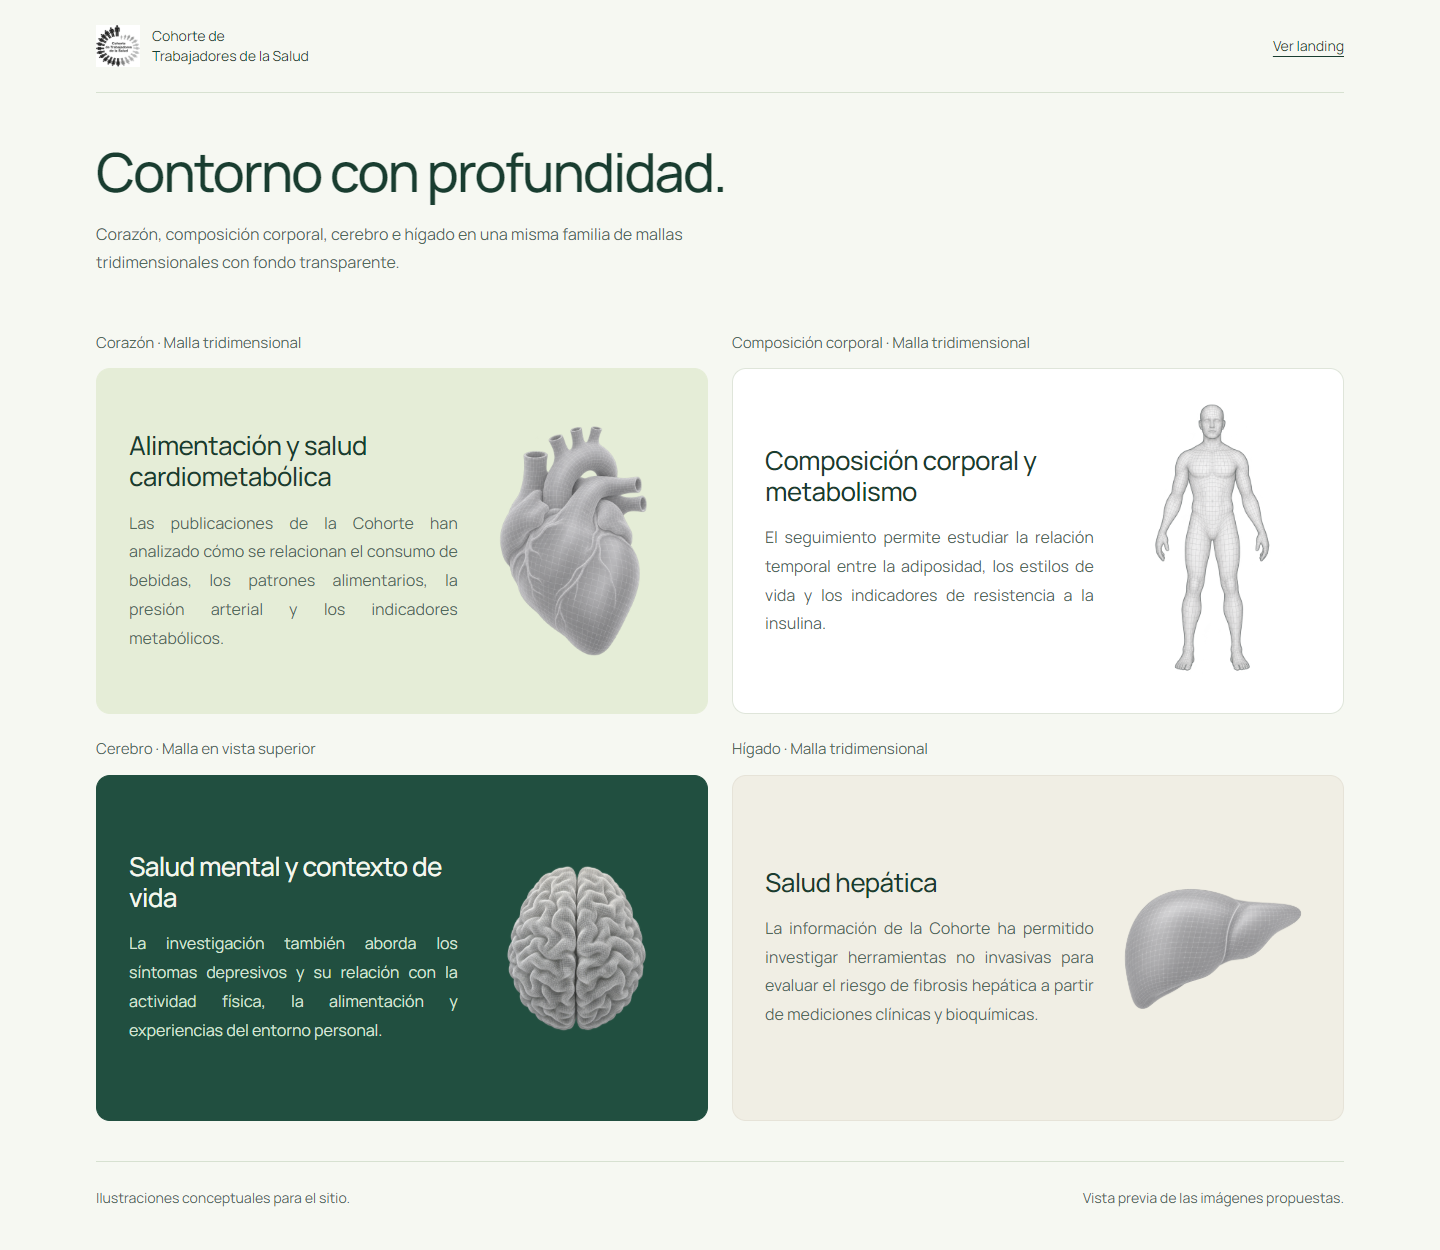 Cohorte de
Trabajadores de la Salud
Cohorte de
Trabajadores de la Salud
Ver landing
Contorno con profundidad.
Corazón, composición corporal, cerebro e hígado en una misma familia de mallas
tridimensionales con fondo transparente.
Corazón · Malla tridimensional
Alimentación y salud
cardiometabólica
Las publicaciones de la Cohorte han
analizado cómo se relacionan el consumo de
bebidas, los patrones alimentarios, la
presión arterial y los indicadores
metabólicos.
Composición corporal · Malla tridimensional
Composición corporal y
metabolismo
El seguimiento permite estudiar la relación
temporal entre la adiposidad, los estilos de
vida y los indicadores de resistencia a la
insulina.
Cerebro · Malla en vista superior
Salud mental y contexto de
vida
La investigación también aborda los
síntomas depresivos y su relación con la
actividad física, la alimentación y
experiencias del entorno personal.
Hígado · Malla tridimensional
Salud hepática
La información de la Cohorte ha permitido
investigar herramientas no invasivas para
evaluar el riesgo de fibrosis hepática a partir
de mediciones clínicas y bioquímicas.
Ilustraciones conceptuales para el sitio.
Vista previa de las imágenes propuestas.